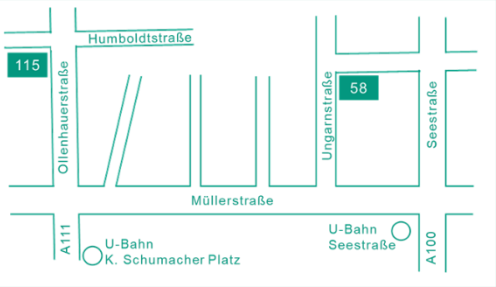 Humboldtstraße
115
58
Ollenhauerstraße
Ungarnstraße
Seestraße
Müllerstraße
A111
U-Bahn
K. Schumacher Platz
U-Bahn
Seestraße
A100